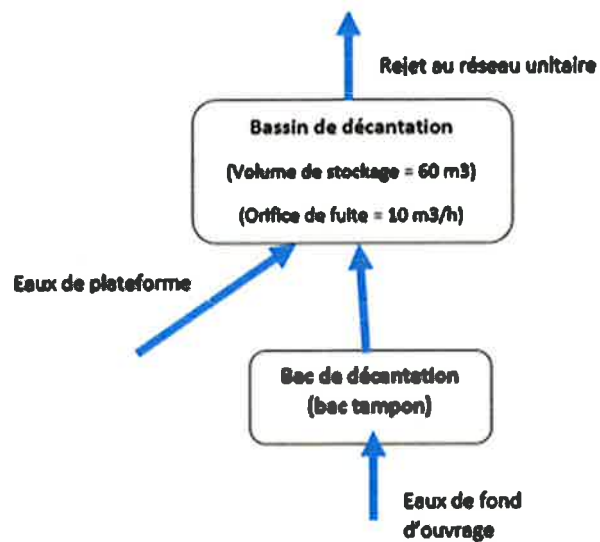 Rejet au réseau unitaire
Bassin de décantation
(Volume de stockage = 60 m3)
(Orifice de fuite = 10 m3/h)
Eaux de plateforme
Bac de décantation
(bac tampon)
Eaux de fond
d'ouvrage